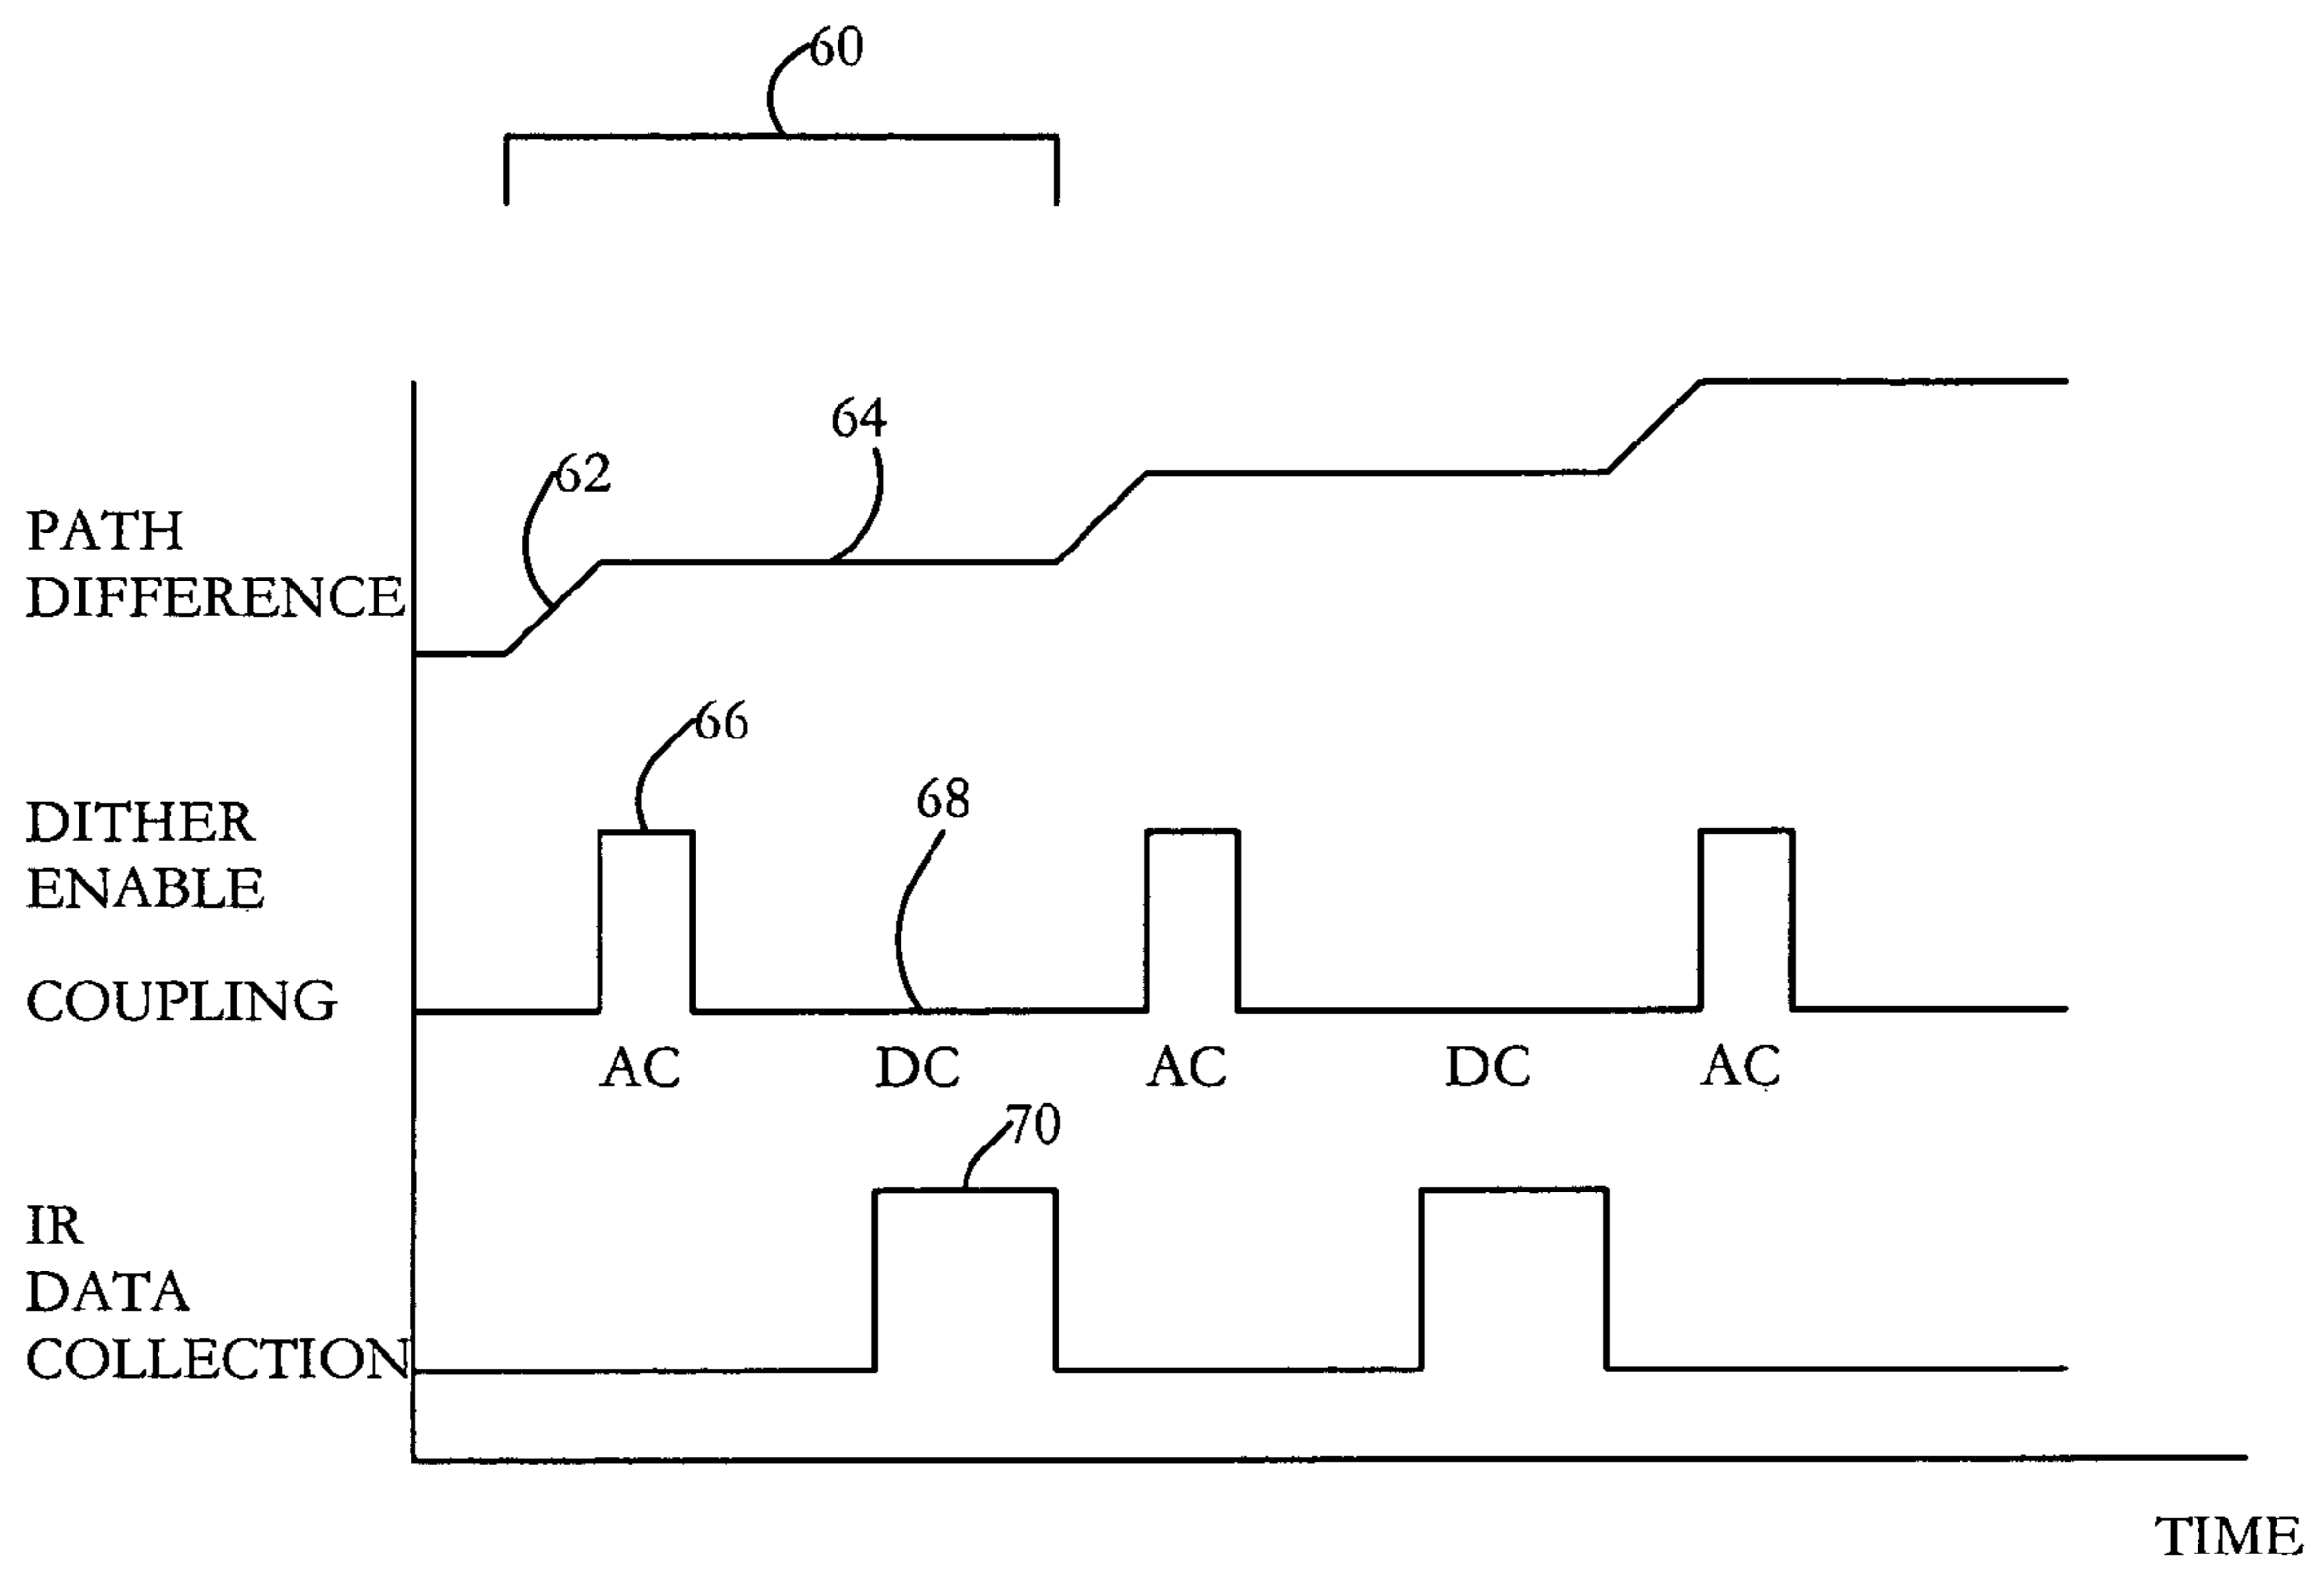 60
64
62
PATH
DIFFERENCE
66
68
DITHER
ENABLE
COUPLING
AC DC AC DC AC
70
IR
DATA
COLLECTION
TIME